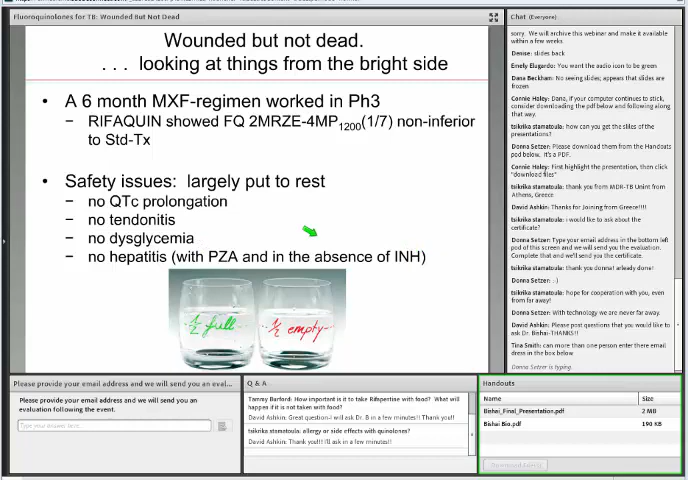 Fluoroquinolones for TB: Wounded But Not Dead
Wounded but not dead.
. . . looking at things from the bright side
• A 6 month MXF-regimen worked in Ph3
− RIFAQUIN showed FQ 2MRZE-4MP1200(1/7) non-inferior
to Std-Tx
• Safety issues: largely put to rest
− no QTc prolongation
− no tendonitis
− no dysglycemia
− no hepatitis (with PZA and in the absence of INH)
½ full
½ empty
Chat (Everyone)
sorry. We will archive this webinar and make it available
within a few weeks.
Denise: slides back
Emely Elugardo: You want the audio icon to be green
Dana Beckham: No seeing slides; appears that slides are
frozen
Connie Haley: Dana, if your computer continues to stick,
consider downloading the pdf below and following along
that way.
tsikrika stamatoula: how can you get the slikes of the
presentations?
Donna Setzer: Please download them from the Handouts
pod below. It's a PDF.
Connie Haley: First highlight the presentation, then click
"download files"
tsikrika stamatoula: thank you from MDR-TB Unint from
Athens, Greece
David Ashkin: Thanks for Joining from Greece!!!!
tsikrika stamatoula: i would like to ask about the
certificate?
Donna Setzer: Type your email address in the bottom left
pod of this screen and we will send you the evaluation.
Complete that and we'll send you the certificate.
tsikrika stamatoula: thank you donna! already done!
Donna Setzer: :-)
tsikrika stamatoula: hope for cooperation with you, even
from far away!
Donna Setzer: With technology we are never far away.
David Ashkin: Please post questions that you would like to
ask Dr. Bishai-THANKS!!
Tina Smith: can more than one person enter there email
dress in the box below
Donna Setzer is typing.
Please provide your email address and we will send you an eval...
Please provide your email address and we will send you an
evaluation following the event.
Type your answer here...
Q & A
Tammy Burford: How important is it to take Rifapentine with food? What will
happen if it is not taken with food?
David Ashkin: Great question-I will ask Dr. B in a few minutes!! Thank you!!
tsikrika stamatoula: allergy or side effects with quinolones?
David Ashkin: Thank you!!! I'll ask in a few minutes!!
Handouts
Name Size
Bishai_Final_Presentation.pdf 2 MB
Bishai Bio.pdf 190 KB
Download File(s)